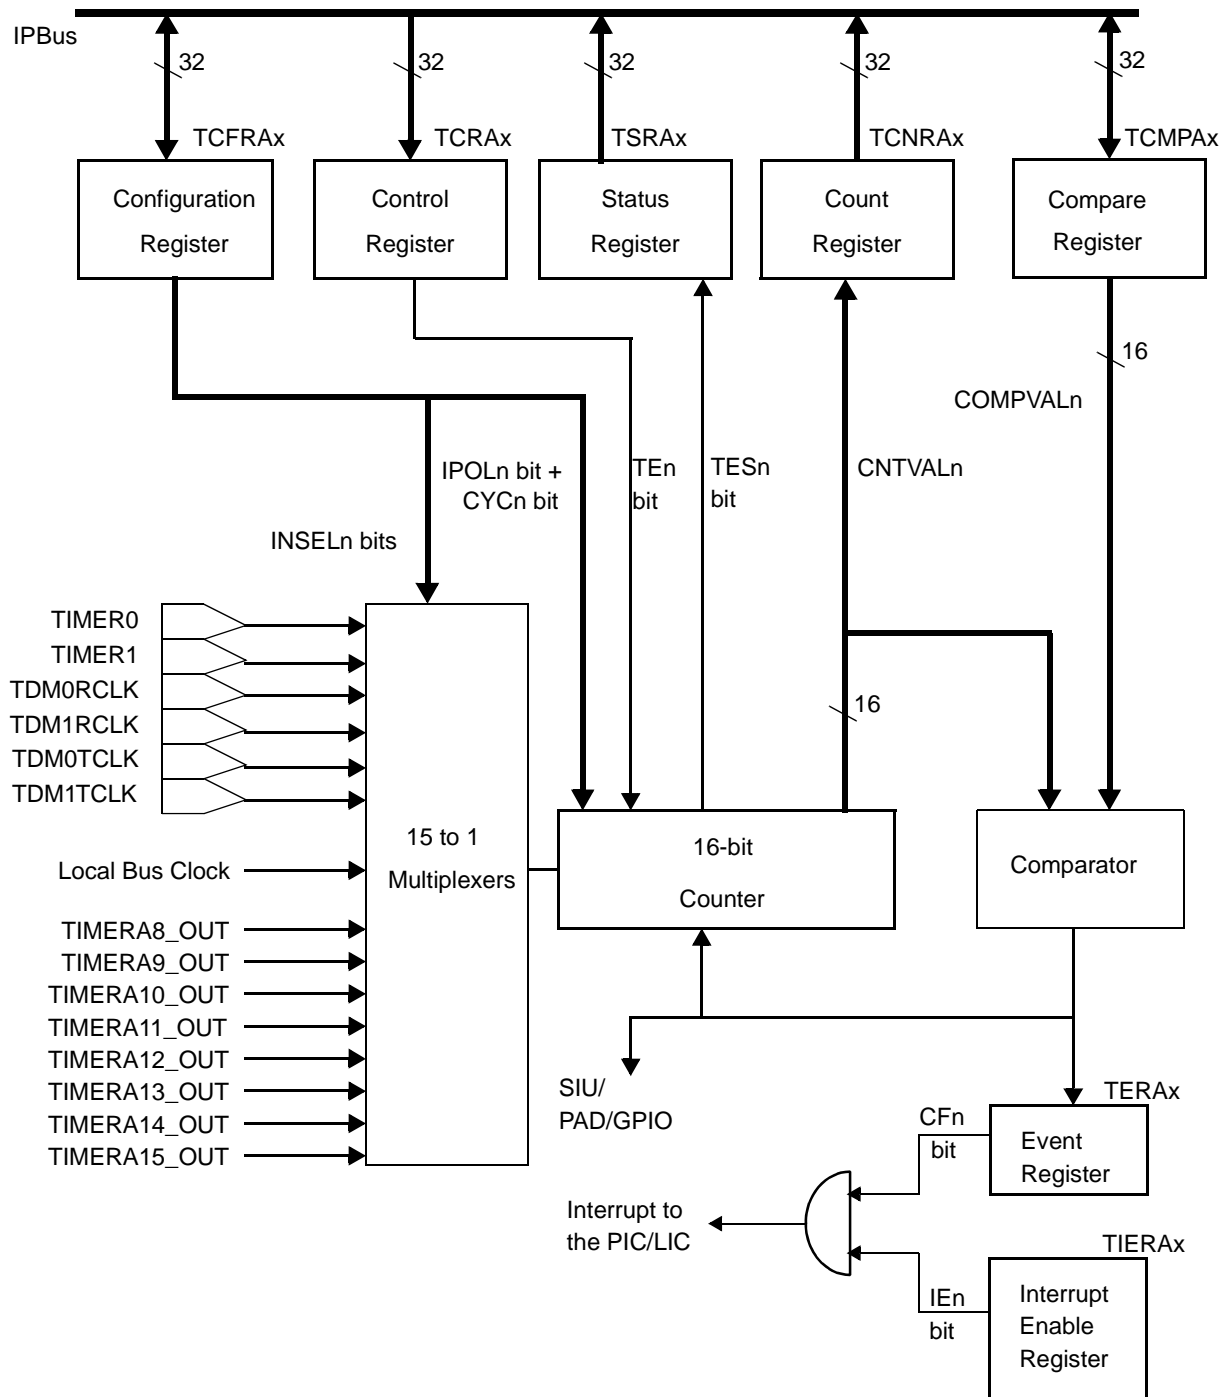 IPBus
32
32
32
32
32
TCFRAx
TCRAx
TSRAx
TCNRAx
TCMPAx
Configuration
Register
Control
Register
Status
Register
Count
Register
Compare
Register
16
COMPVALn
IPOLn bit +
CYCn bit
TEn
bit
TESn
bit
CNTVALn
INSELn bits
TIMER0
TIMER1
TDM0RCLK
TDM1RCLK
TDM0TCLK
TDM1TCLK
16
15 to 1
Multiplexers
16-bit
Counter
Comparator
Local Bus Clock
TIMERA8_OUT
TIMERA9_OUT
TIMERA10_OUT
TIMERA11_OUT
TIMERA12_OUT
TIMERA13_OUT
TIMERA14_OUT
TIMERA15_OUT
SIU/
PAD/GPIO
TERAx
CFn
bit
Event
Register
Interrupt to
the PIC/LIC
TIERAx
IEn
bit
Interrupt
Enable
Register